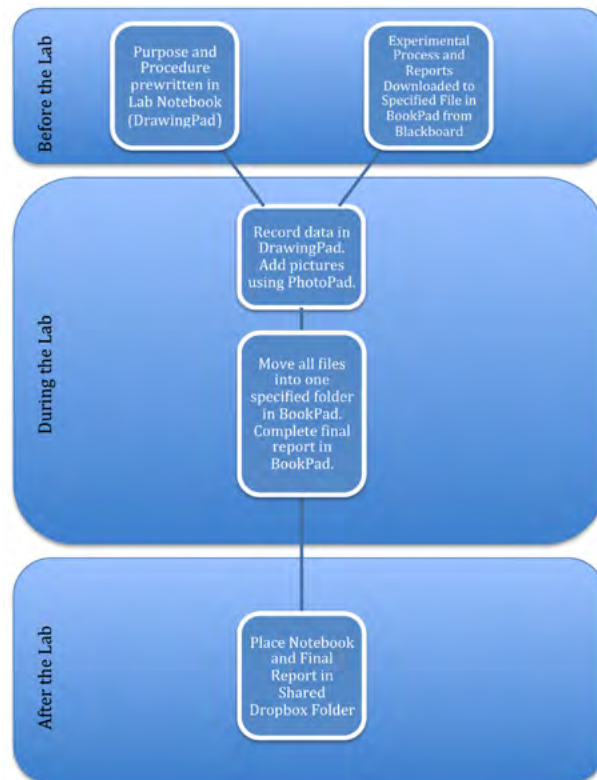 Before the Lab
Purpose and
Procedure
prewritten in
Lab Notebook
(DrawingPad)
Experimental
Process and
Reports
Downloaded to
Specified File in
BookPad from
Blackboard
During the Lab
Record data in
DrawingPad.
Add pictures
using PhotoPad.
Move all files
into one
specified folder
in BookPad.
Complete final
report in
BookPad.
After the Lab
Place Notebook
and Final
Report in
Shared
Dropbox Folder